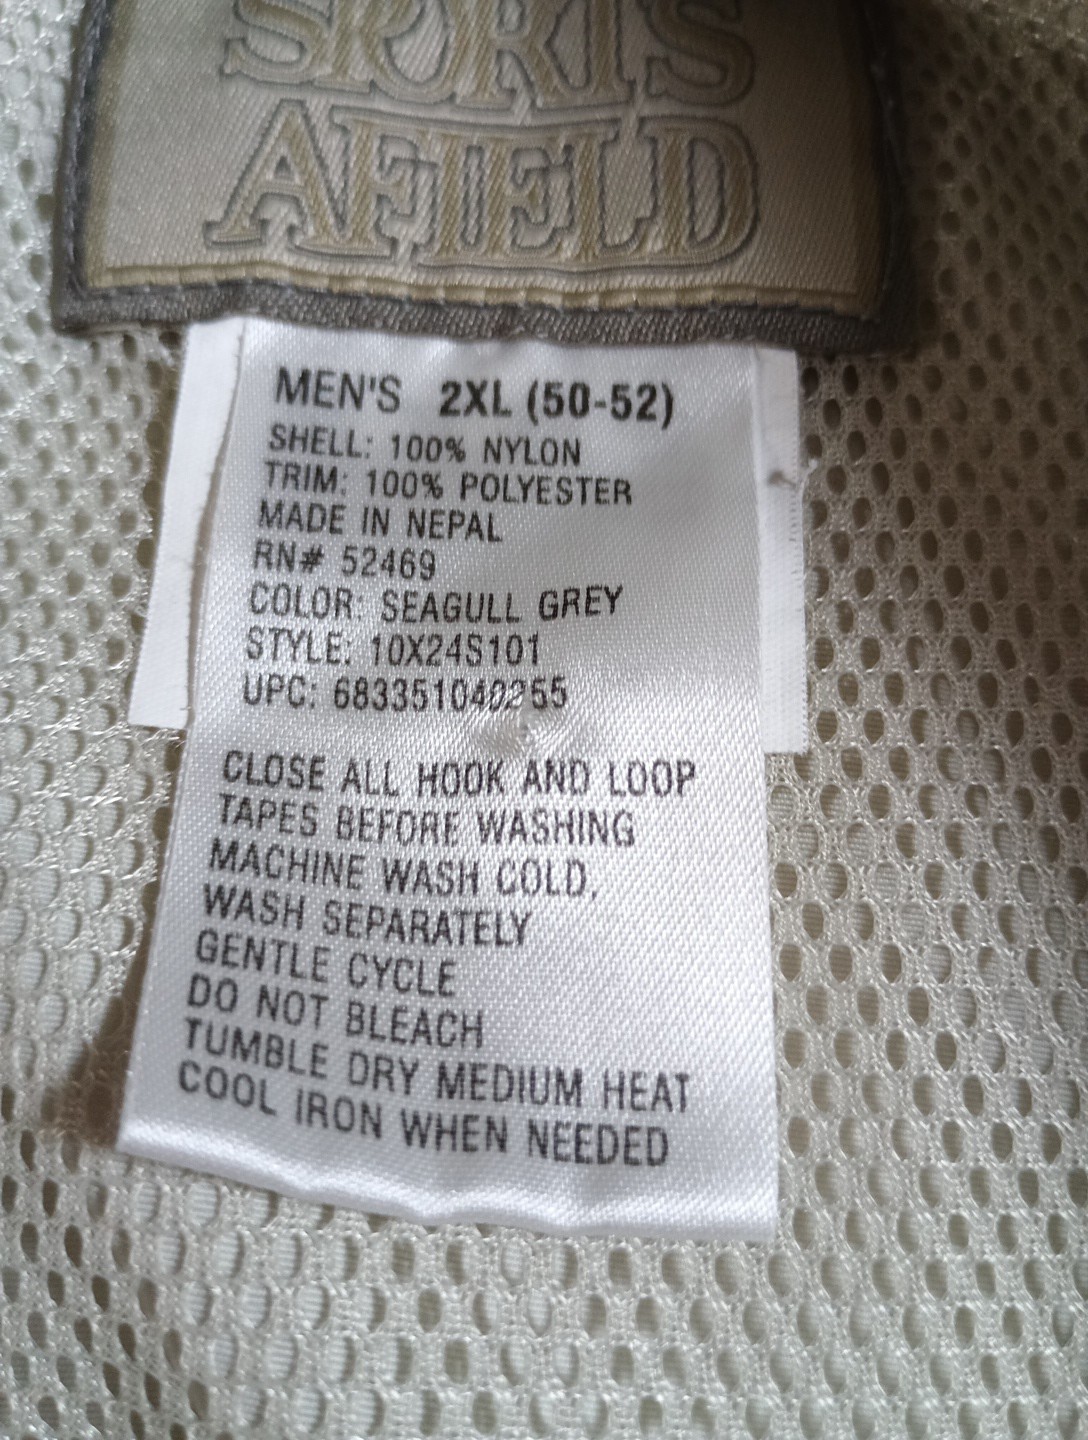 SPORTS
AFIELD
MEN'S 2XL (50-52)
SHELL: 100% NYLON
TRIM: 100% POLYESTER
MADE IN NEPAL
RN# 52469
COLOR: SEAGULL GREY
STYLE: 10X24S101
UPC: 683351040255
CLOSE ALL HOOK AND LOOP
TAPES BEFORE WASHING
MACHINE WASH COLD,
WASH SEPARATELY
GENTLE CYCLE
DO NOT BLEACH
TUMBLE DRY MEDIUM HEAT
COOL IRON WHEN NEEDED